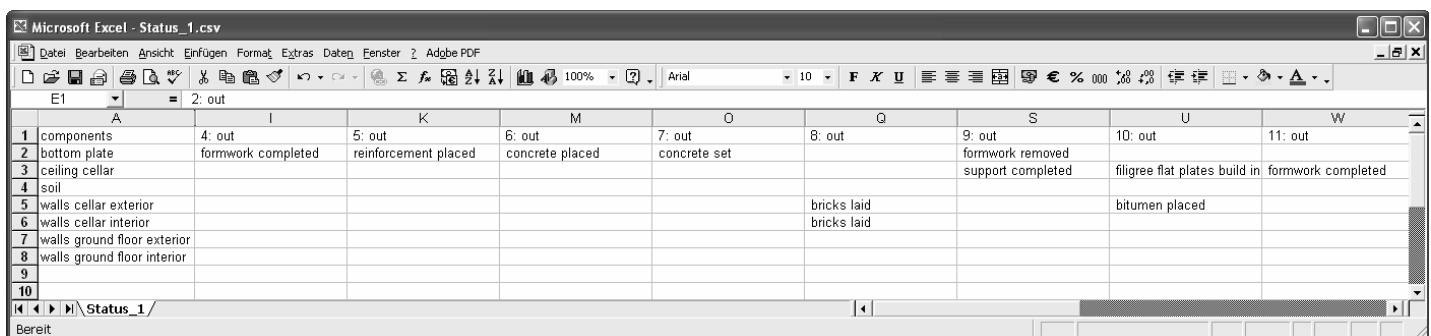 Microsoft Excel - Status_1.csv
Datei Bearbeiten Ansicht Einfügen Format Extras Daten Fenster ? Adobe PDF
100% Arial 10 F K U € % 000
E1 = 2: out
A I K M O Q S U W
1 components 4: out 5: out 6: out 7: out 8: out 9: out 10: out 11: out
2 bottom plate formwork completed reinforcement placed concrete placed concrete set formwork removed
3 ceiling cellar support completed filigree flat plates build in formwork completed
4 soil
5 walls cellar exterior bricks laid bitumen placed
6 walls cellar interior bricks laid
7 walls ground floor exterior
8 walls ground floor interior
9
10
Status_1
Bereit